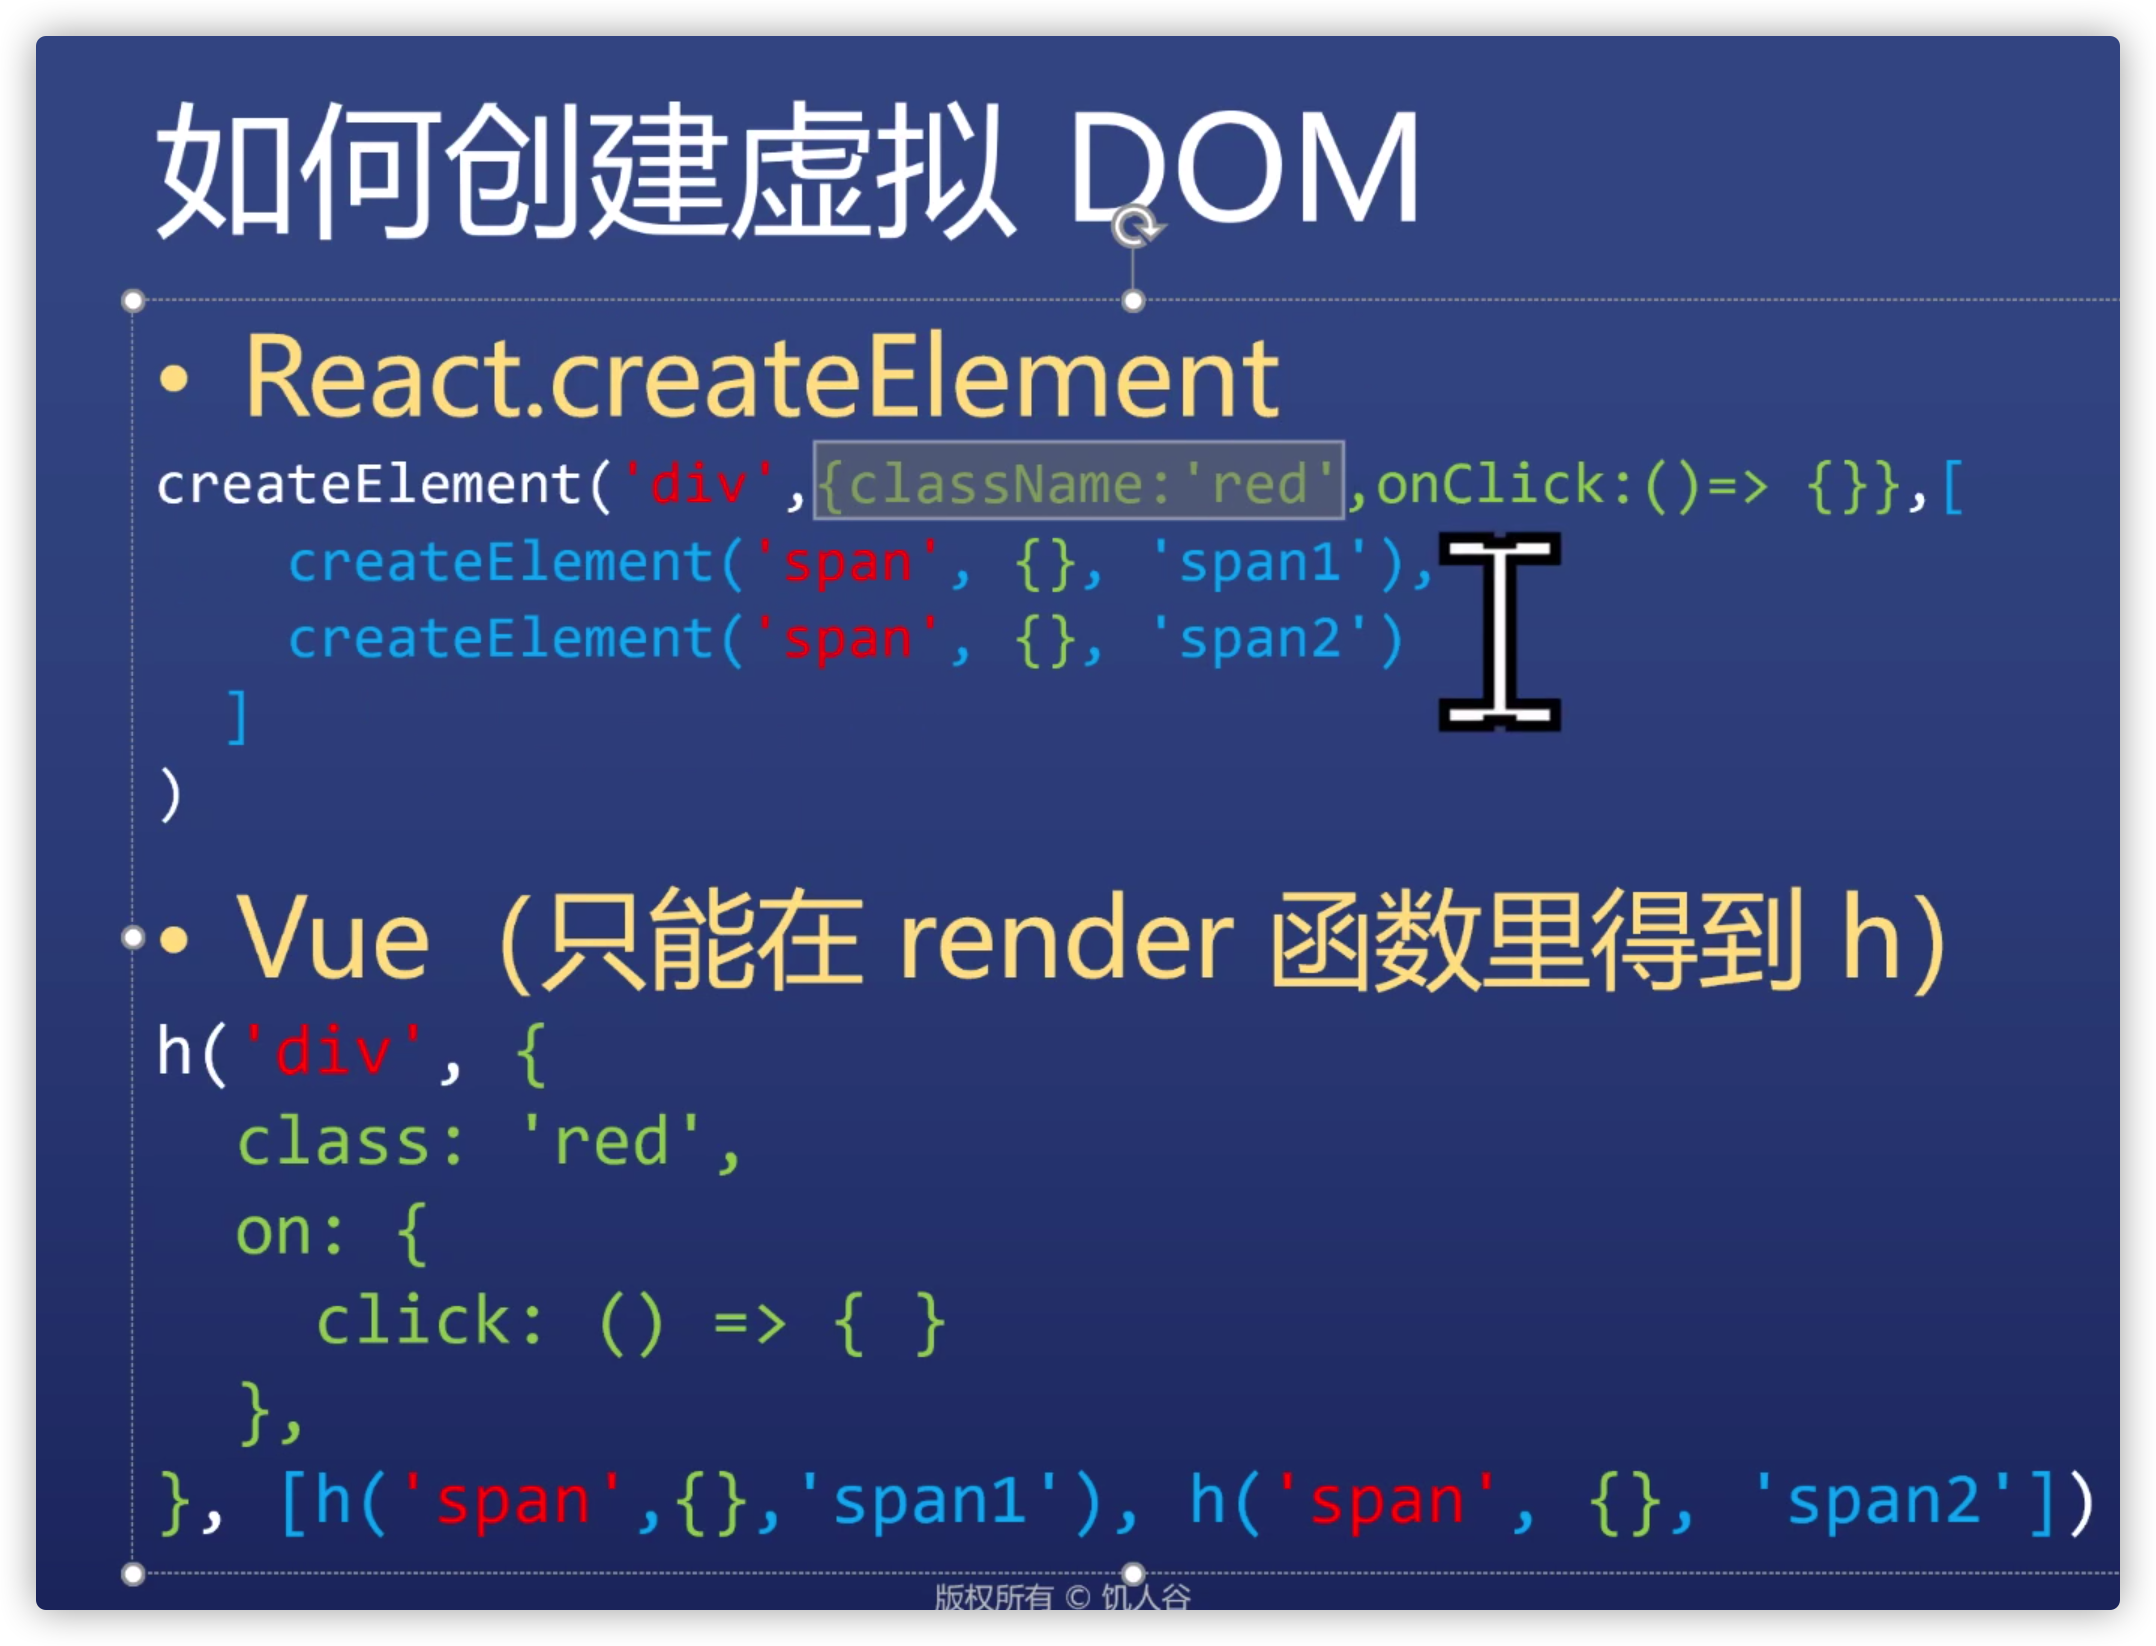 如何创建虚拟 DOM
• React.createElement
createElement('div',{className:'red',onClick:()=> {}},[
createElement('span', {}, 'span1'),
createElement('span', {}, 'span2')
]
)
• Vue（只能在 render 函数里得到 h）
h('div', {
class: 'red',
on: {
click: () => { }
},
}, [h('span',{},'span1'), h('span', {}, 'span2'])
版权所有 © 饥人谷